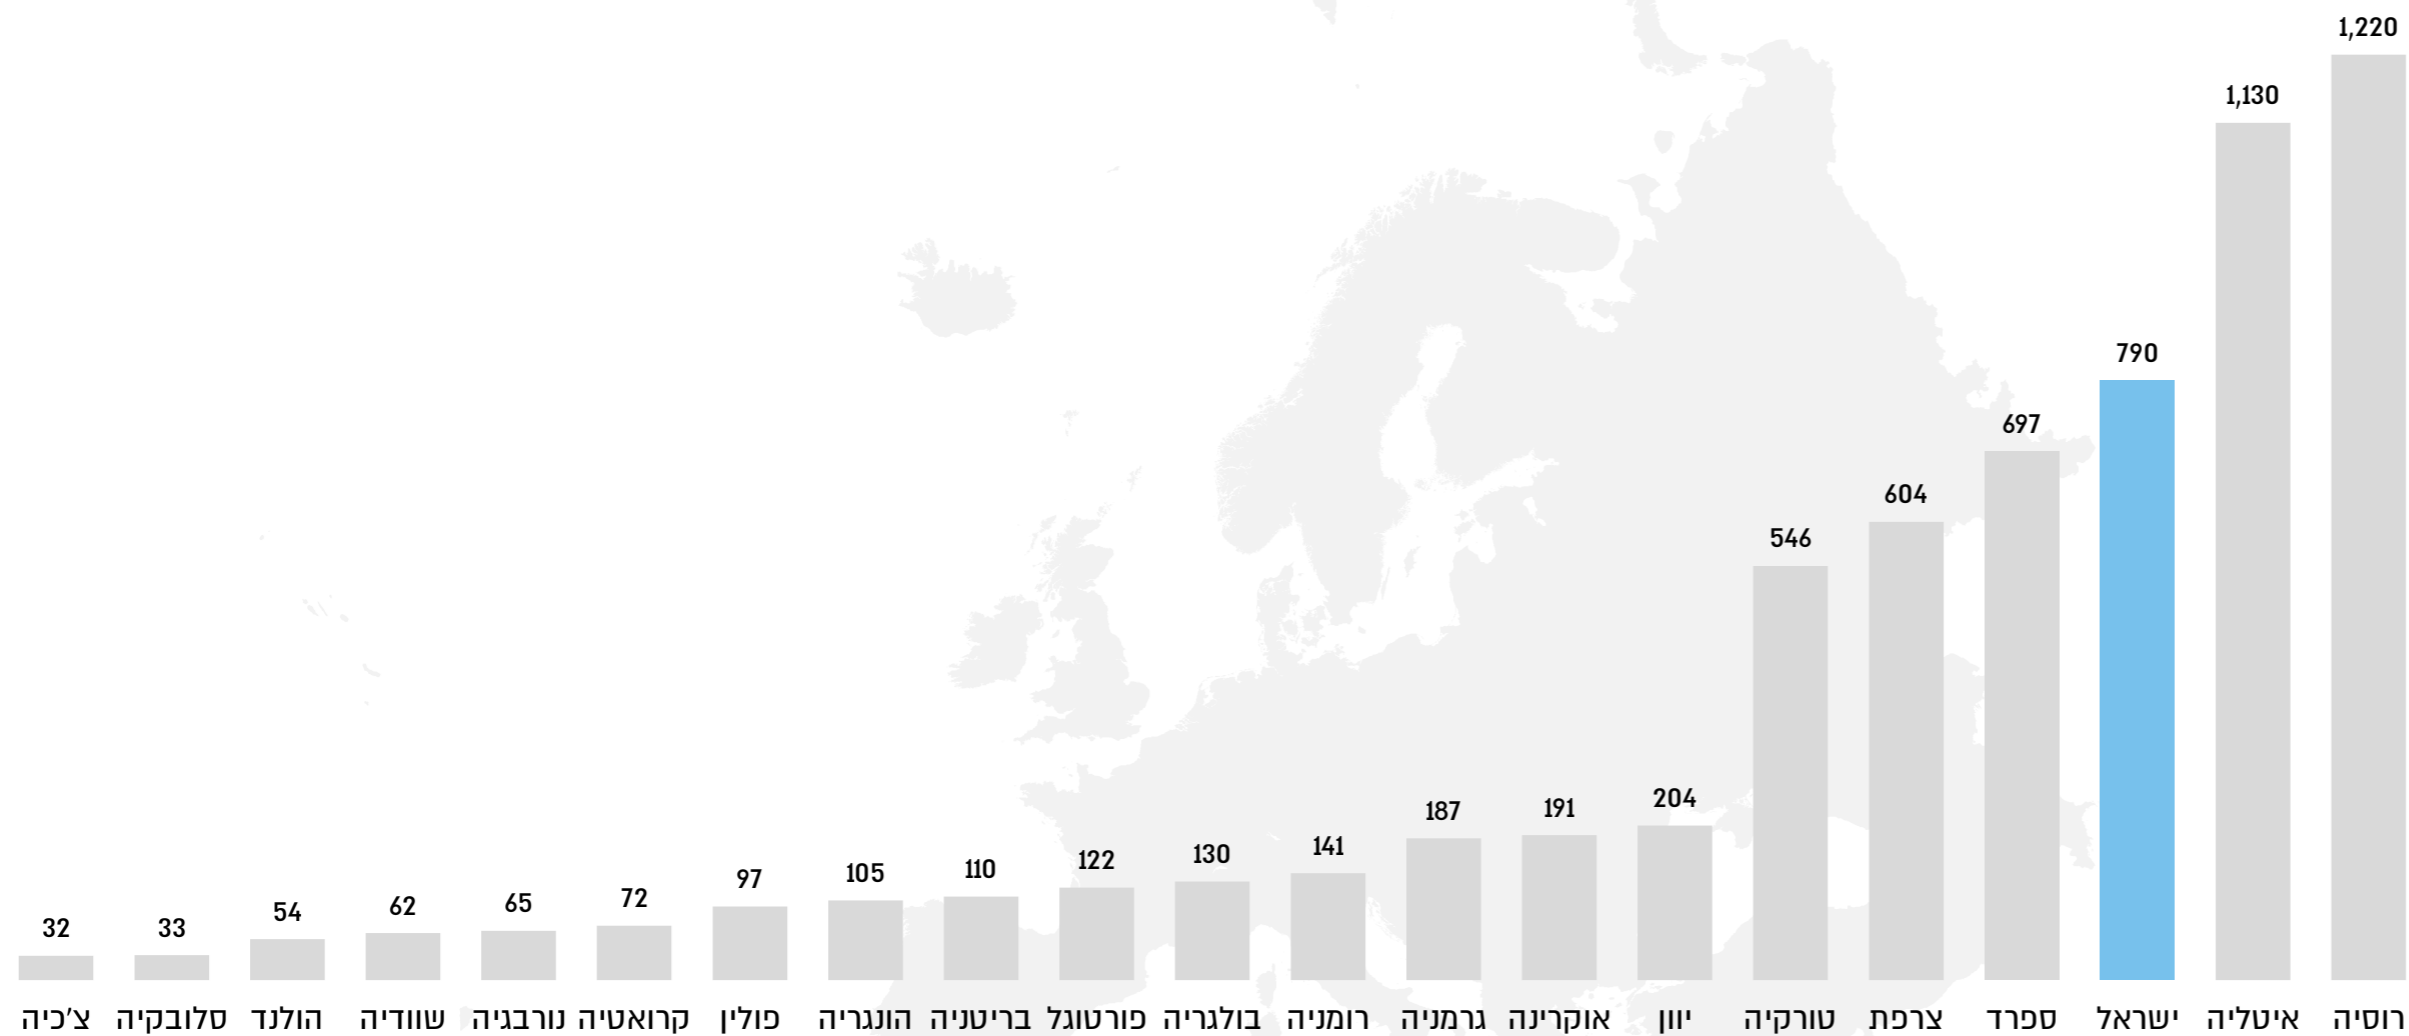 1,220
1,130
790
697
604
546
204
191
187
141
130
122
110
105
97
72
65
62
54
33
32
רוסיה
איטליה
ישראל
ספרד
צרפת
טורקיה
יוון
אוקרינה
גרמניה
רומניה
בולגריה
פורטוגל
בריטניה
הונגריה
פולין
קרואטיה
נורבגיה
שוודיה
הולנד
סלובקיה
צ'כיה